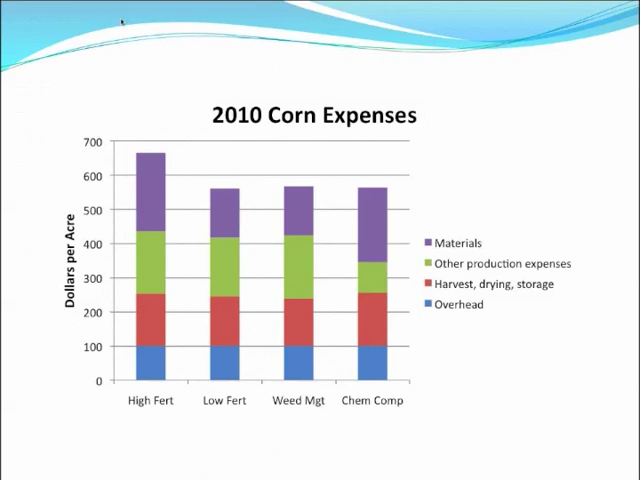 2010 Corn Expenses
700
600
500
400
300
200
100
0
Dollars per Acre
High Fert
Low Fert
Weed Mgt
Chem Comp
Materials
Other production expenses
Harvest, drying, storage
Overhead